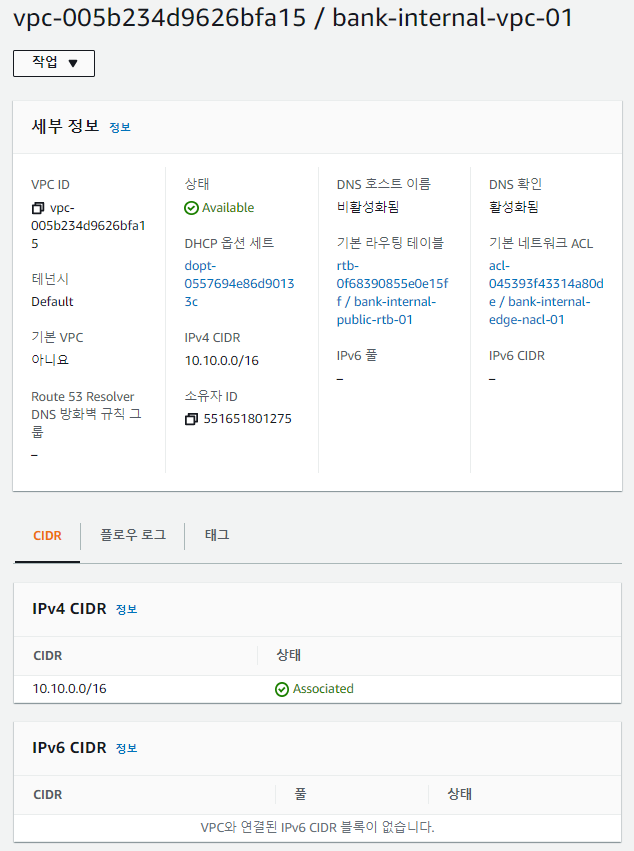 vpc-005b234d9626bfa15 / bank-internal-vpc-01
작업 ▼
세부 정보 정보
VPC ID
vpc-
005b234d9626bfa1
5
테넌시
Default
기본 VPC
아니요
Route 53 Resolver
DNS 방화벽 규칙 그
룹
–
상태
Available
DHCP 옵션 세트
dopt-
0557694e86d9013
3c
IPv4 CIDR
10.10.0.0/16
소유자 ID
551651801275
DNS 호스트 이름
비활성화됨
기본 라우팅 테이블
rtb-
0f68390855e0e15f
f / bank-internal-
public-rtb-01
IPv6 풀
–
DNS 확인
활성화됨
기본 네트워크 ACL
acl-
045393f43314a80d
e / bank-internal-
edge-nacl-01
IPv6 CIDR
–
CIDR 플로우 로그 태그
IPv4 CIDR 정보
CIDR 상태
10.10.0.0/16 Associated
IPv6 CIDR 정보
CIDR 풀 상태
VPC와 연결된 IPv6 CIDR 블록이 없습니다.